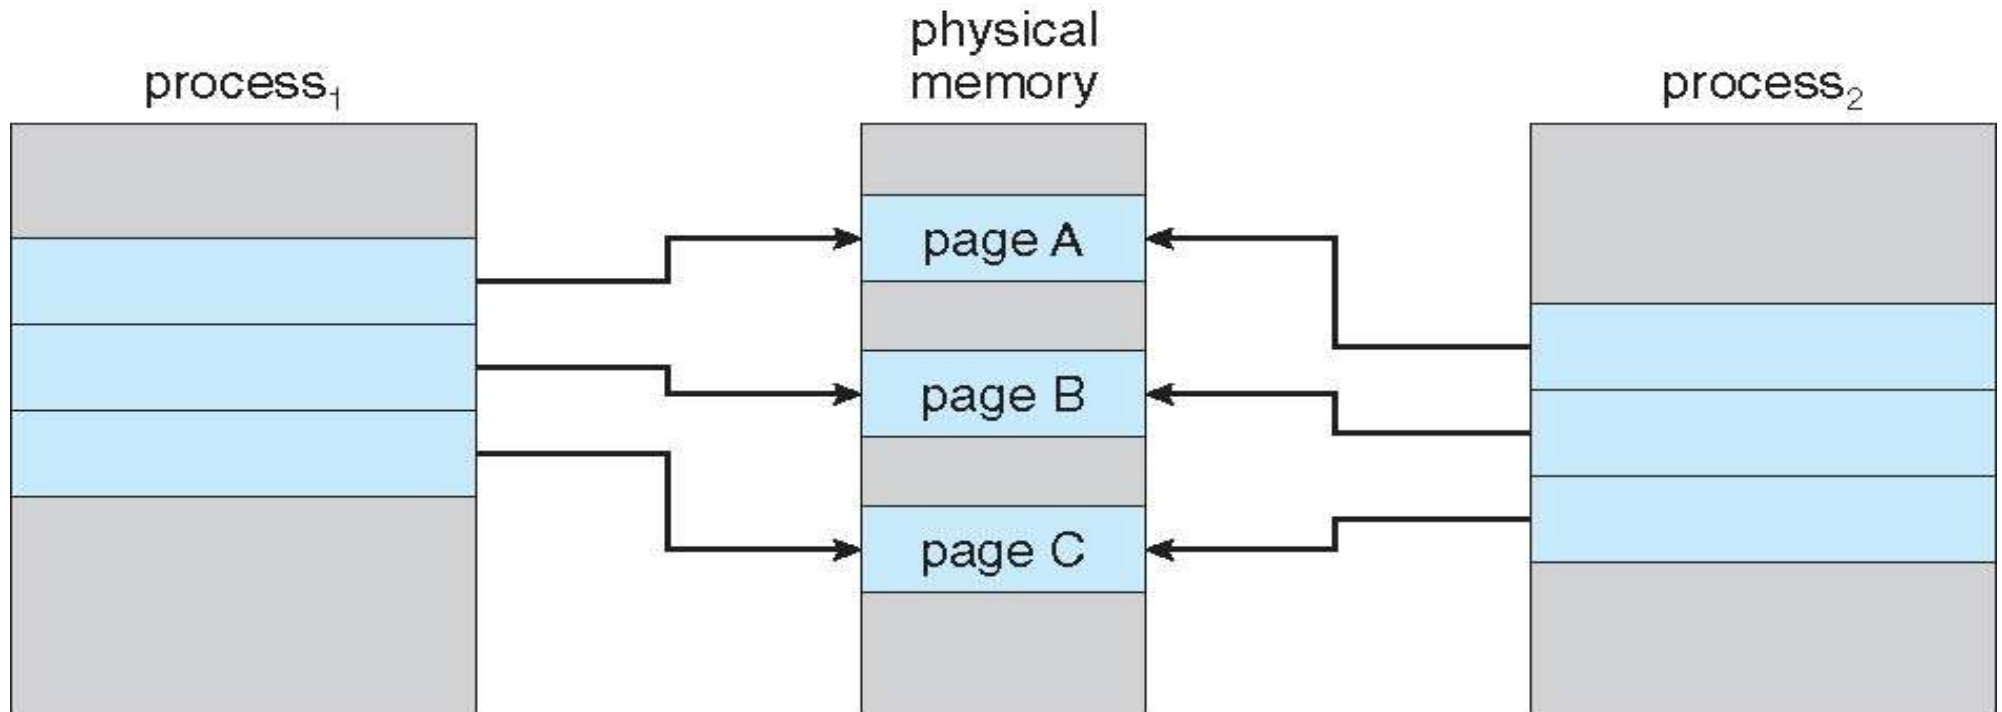 process₁
physical
memory
process₂
page A
page B
page C